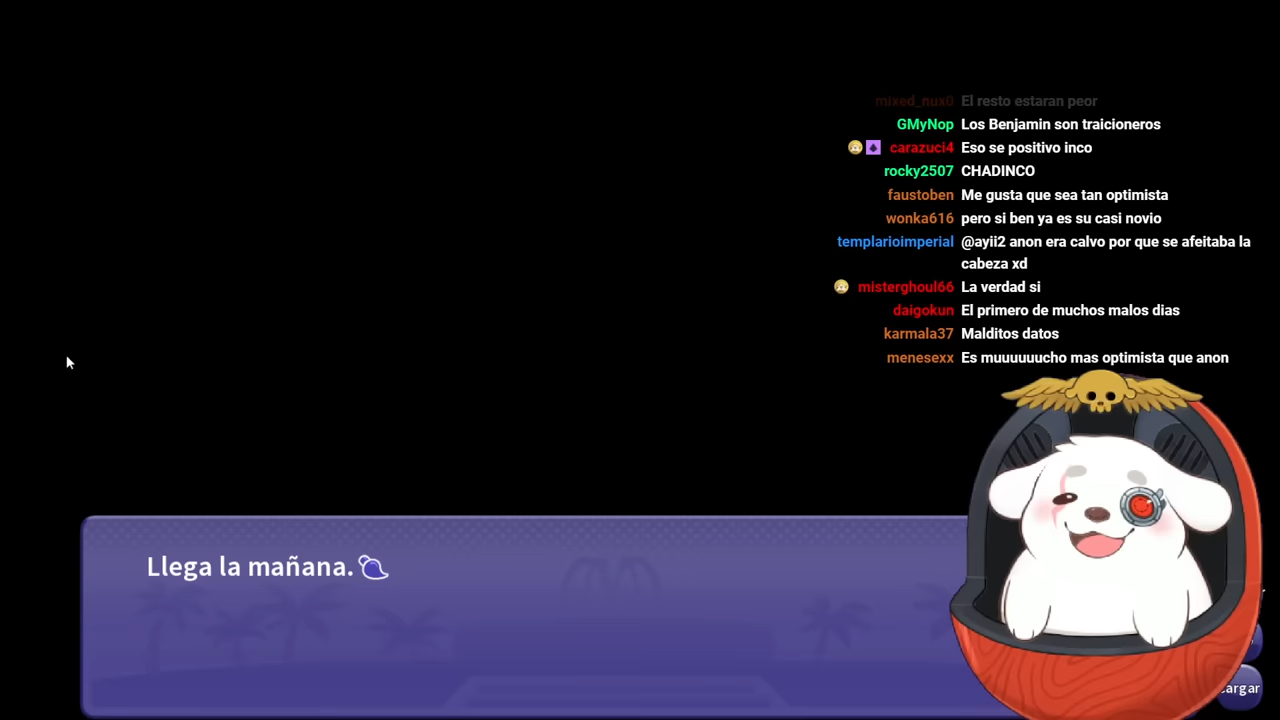 mixed_nux0 El resto estaran peor
GMyNop Los Benjamin son traicioneros
carazuci4 Eso se positivo inco
rocky2507 CHADINCO
faustoben Me gusta que sea tan optimista
wonka616 pero si ben ya es su casi novio
templarioimperial @ayii2 anon era calvo por que se afeitaba la
cabeza xd
misterghoul66 La verdad si
daigokun El primero de muchos malos dias
karmala37 Malditos datos
menesexx Es muuuuuucho mas optimista que anon
Llega la mañana.
cargar